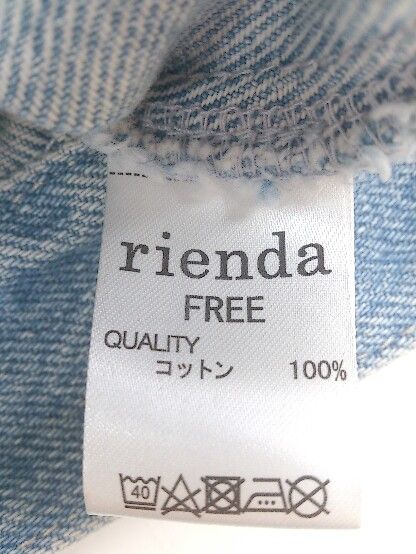 rienda
FREE
QUALITY
コットン 100%
40